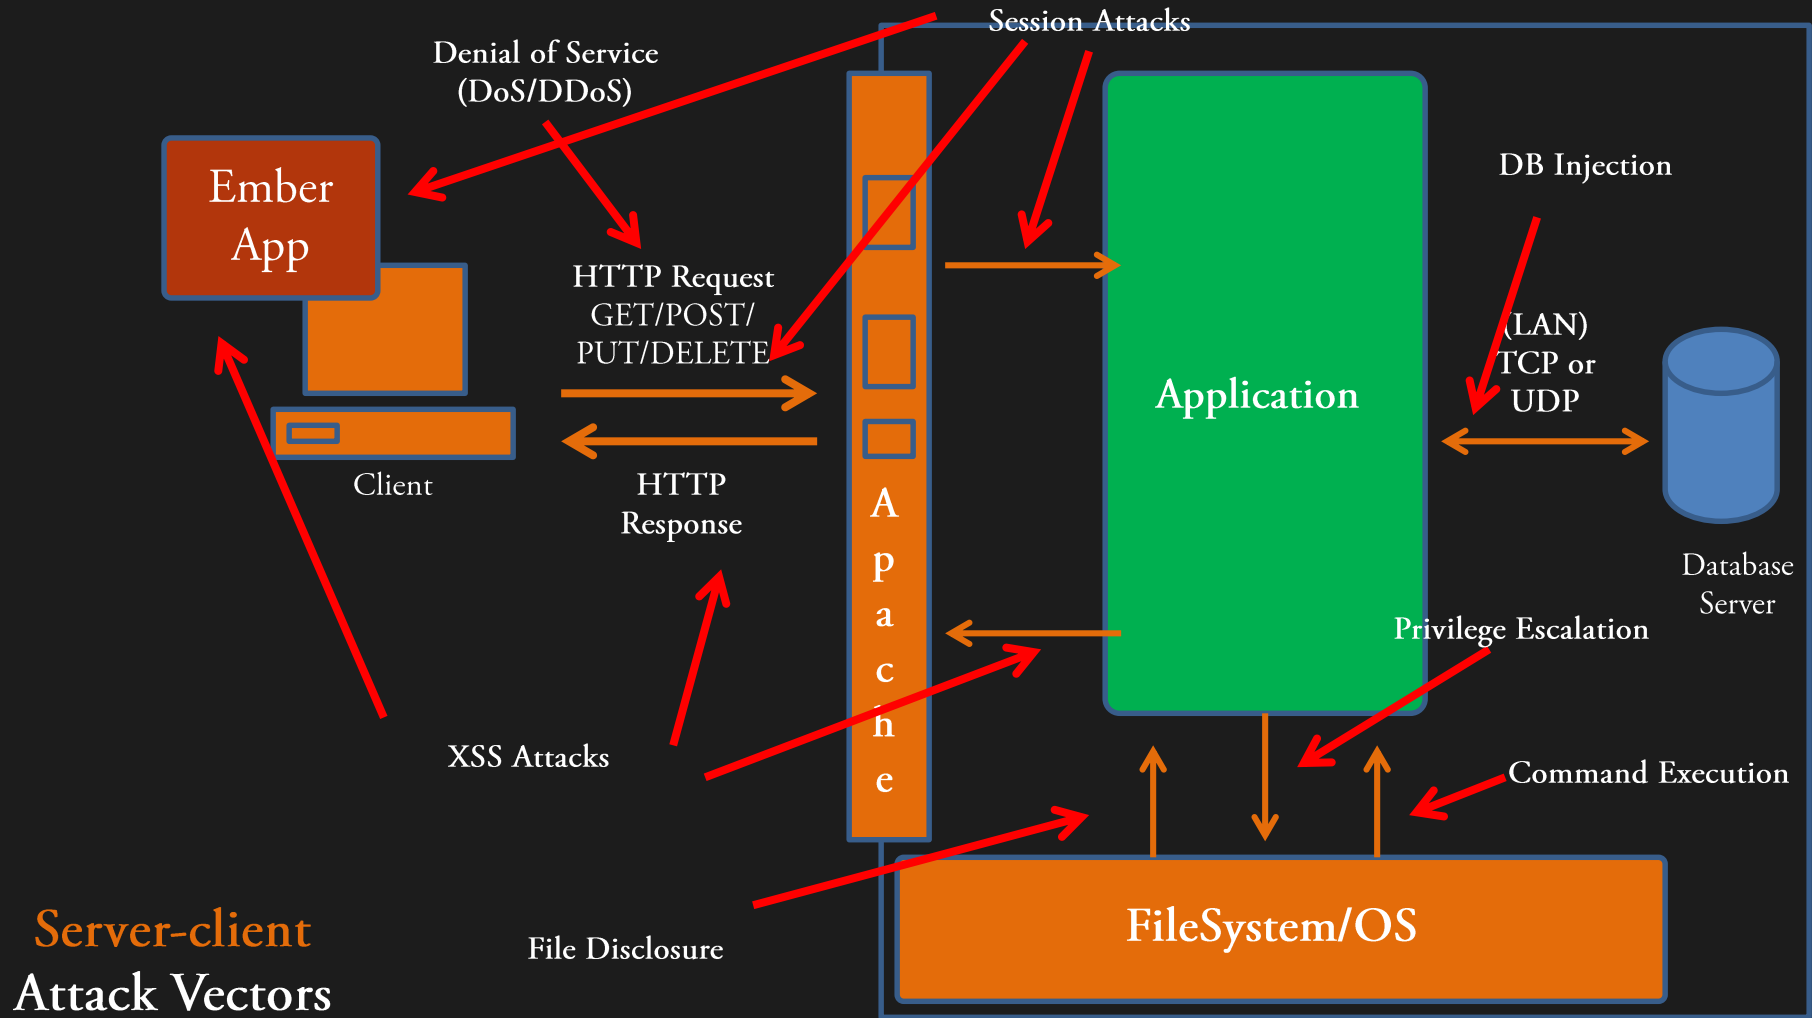 Session Attacks
Denial of Service
(DoS/DDoS)
Ember
App
DB Injection
HTTP Request
GET/POST/
PUT/DELETE
(LAN)
TCP or
UDP
Application
Client
HTTP
Response
A
p
a
c
h
e
Database
Server
Privilege Escalation
XSS Attacks
Command Execution
File Disclosure
FileSystem/OS
Server-client
Attack Vectors